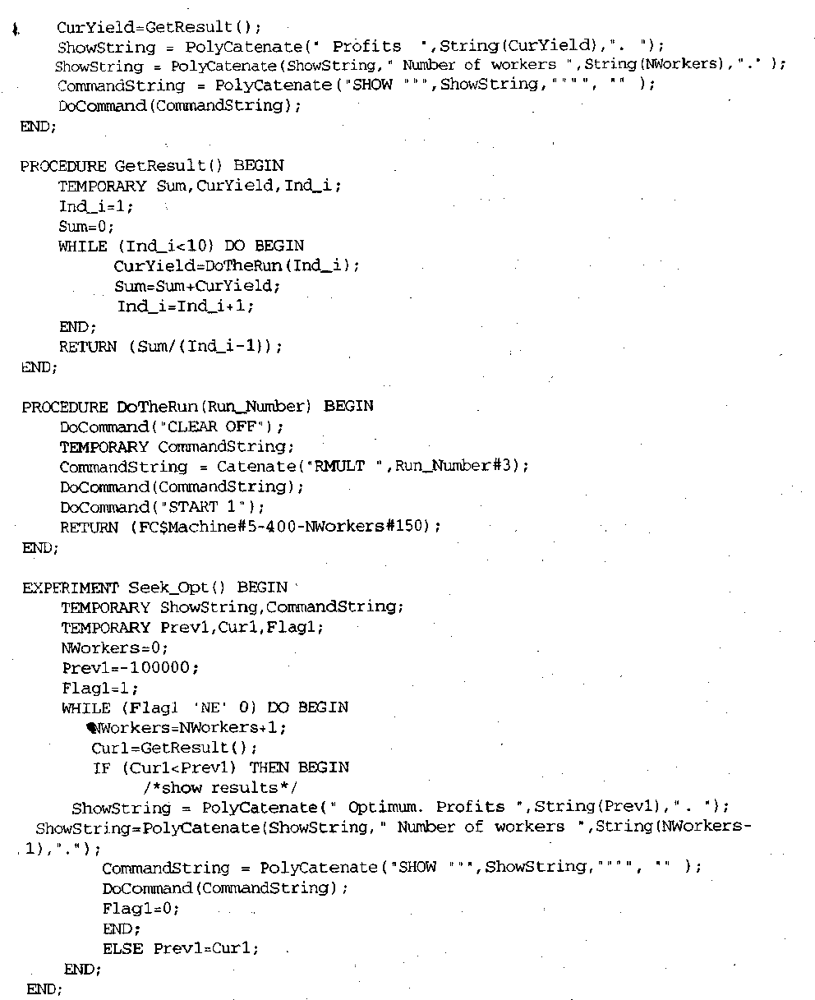 CurYield=GetResult();
ShowString = PolyCatenate(" Profits ",String(CurYield),". ");
ShowString = PolyCatenate(ShowString," Number of workers ",String(NWorkers),"." );
CommandString = PolyCatenate("SHOW """,ShowString,"""", "" );
DoCommand(CommandString);
END;
PROCEDURE GetResult() BEGIN
TEMPORARY Sum,CurYield,Ind_i;
Ind_i=1;
Sum=0;
WHILE (Ind_i<10) DO BEGIN
CurYield=DoTheRun(Ind_i);
Sum=Sum+CurYield;
Ind_i=Ind_i+1;
END;
RETURN (Sum/(Ind_i-1));
END;
PROCEDURE DoTheRun(Run_Number) BEGIN
DoCommand("CLEAR OFF");
TEMPORARY CommandString;
CommandString = Catenate("RMULT ",Run_Number#3);
DoCommand(CommandString);
DoCommand("START 1");
RETURN (FC$Machine#5-400-NWorkers#150);
END;
EXPERIMENT Seek_Opt() BEGIN
TEMPORARY ShowString,CommandString;
TEMPORARY Prev1,Cur1,Flag1;
NWorkers=0;
Prev1=-100000;
Flag1=1;
WHILE (Flag1 'NE' 0) DO BEGIN
NWorkers=NWorkers+1;
Cur1=GetResult();
IF (Cur1<Prev1) THEN BEGIN
/*show results*/
ShowString = PolyCatenate(" Optimum. Profits ",String(Prev1),". ");
ShowString=PolyCatenate(ShowString," Number of workers ",String(NWorkers-
1),".");
CommandString = PolyCatenate("SHOW """,ShowString,"""", "" );
DoCommand(CommandString);
Flag1=0;
END;
ELSE Prev1=Cur1;
END;
END;